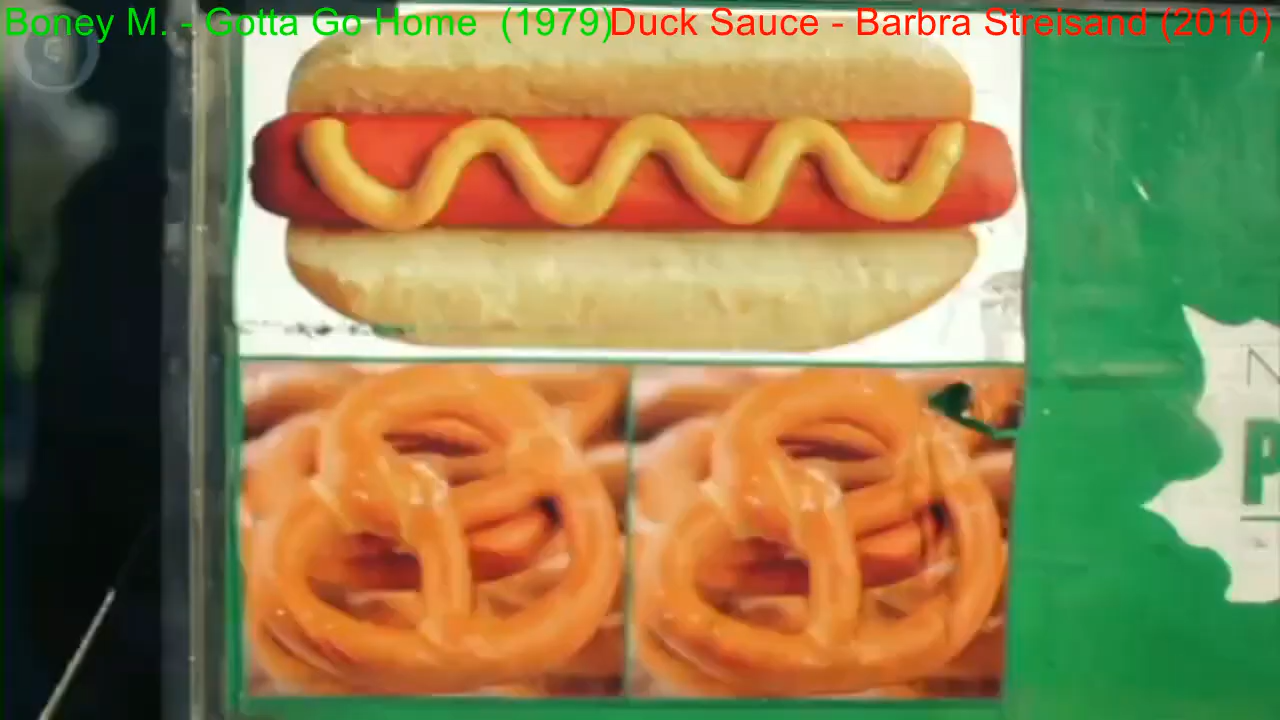 Boney M. - Gotta Go Home (1979)
Duck Sauce - Barbra Streisand (2010)
N
P